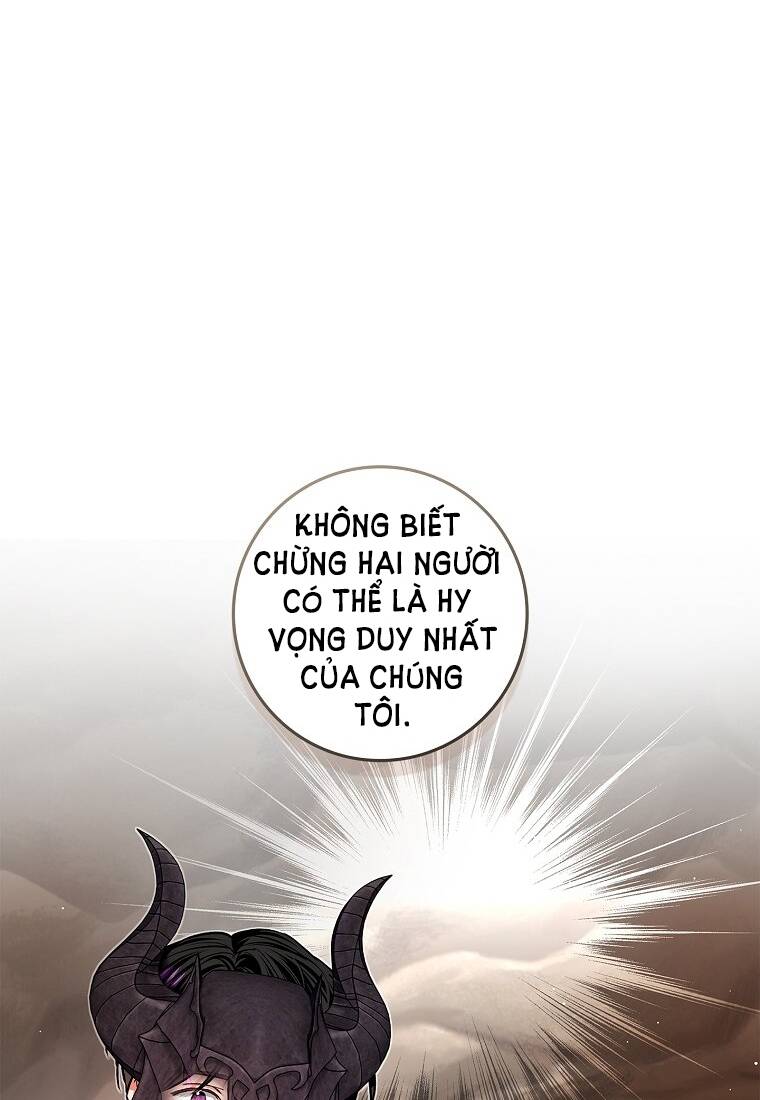 KHÔNG BIẾT
CHỪNG HAI NGƯỜI
CÓ THỂ LÀ HY
VỌNG DUY NHẤT
CỦA CHÚNG
TÔI.